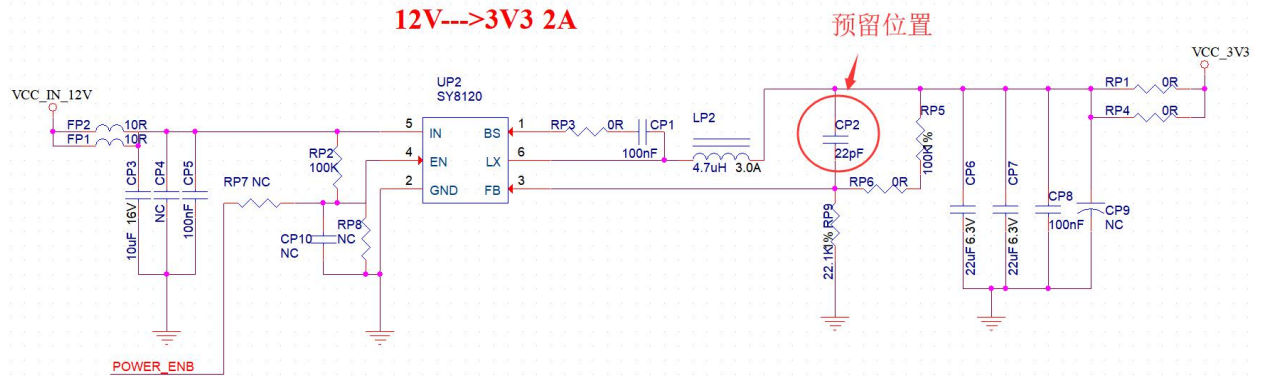 12V--->3V3 2A
预留位置
VCC_3V3
VCC_IN_12V
UP2
SY8120
RP1 0R
RP4 0R
FP2 10R
FP1 10R
5 IN
BS 1
RP3 0R
CP1
100nF
LP2
4.7uH 3.0A
CP2
22pF
RP5
100K1%
4 EN
LX 6
2 GND
FB 3
RP2
100K
RP6 0R
RP7 NC
CP3
10uF 16V
CP4
NC
CP5
100nF
CP10
NC
RP8
NC
RP9
22.1K1%
CP6
22uF 6.3V
CP7
22uF 6.3V
CP8
100nF
CP9
NC
POWER_ENB